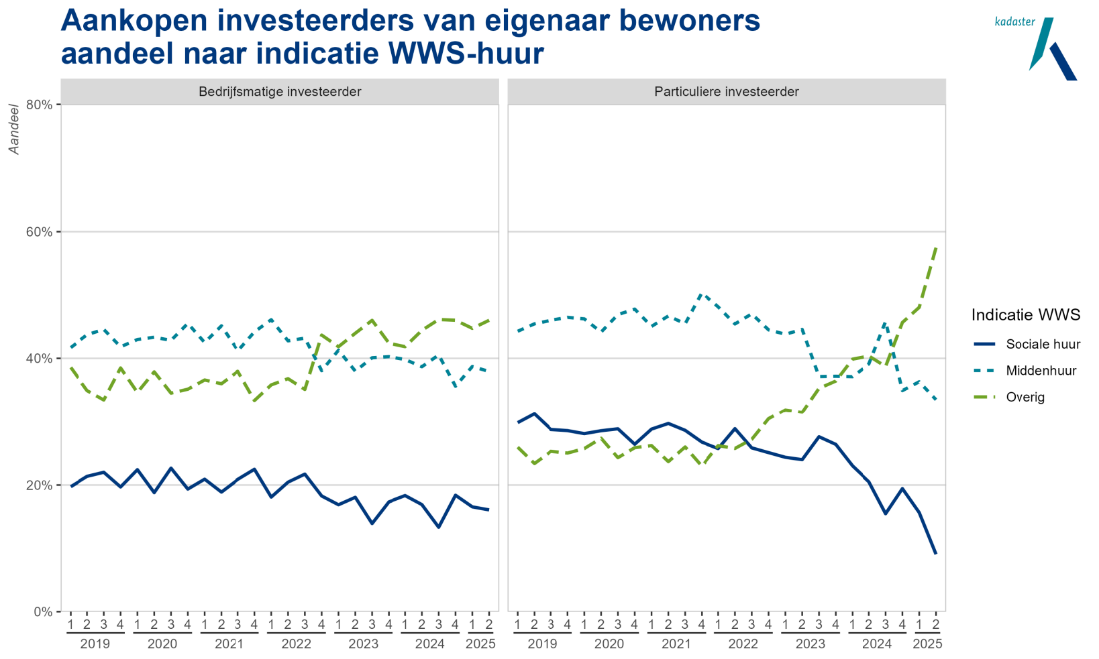 Aankopen investeerders van eigenaar bewoners
aandeel naar indicatie WWS-huur
kadaster
Bedrijfsmatige investeerder
Particuliere investeerder
Aandeel
80%
60%
40%
20%
0%
1 2 3 4 1 2 3 4 1 2 3 4 1 2 3 4 1 2 3 4 1 2 3 4 1 2
2019 2020 2021 2022 2023 2024 2025
1 2 3 4 1 2 3 4 1 2 3 4 1 2 3 4 1 2 3 4 1 2 3 4 1 2
2019 2020 2021 2022 2023 2024 2025
Indicatie WWS
Sociale huur
Middenhuur
Overig